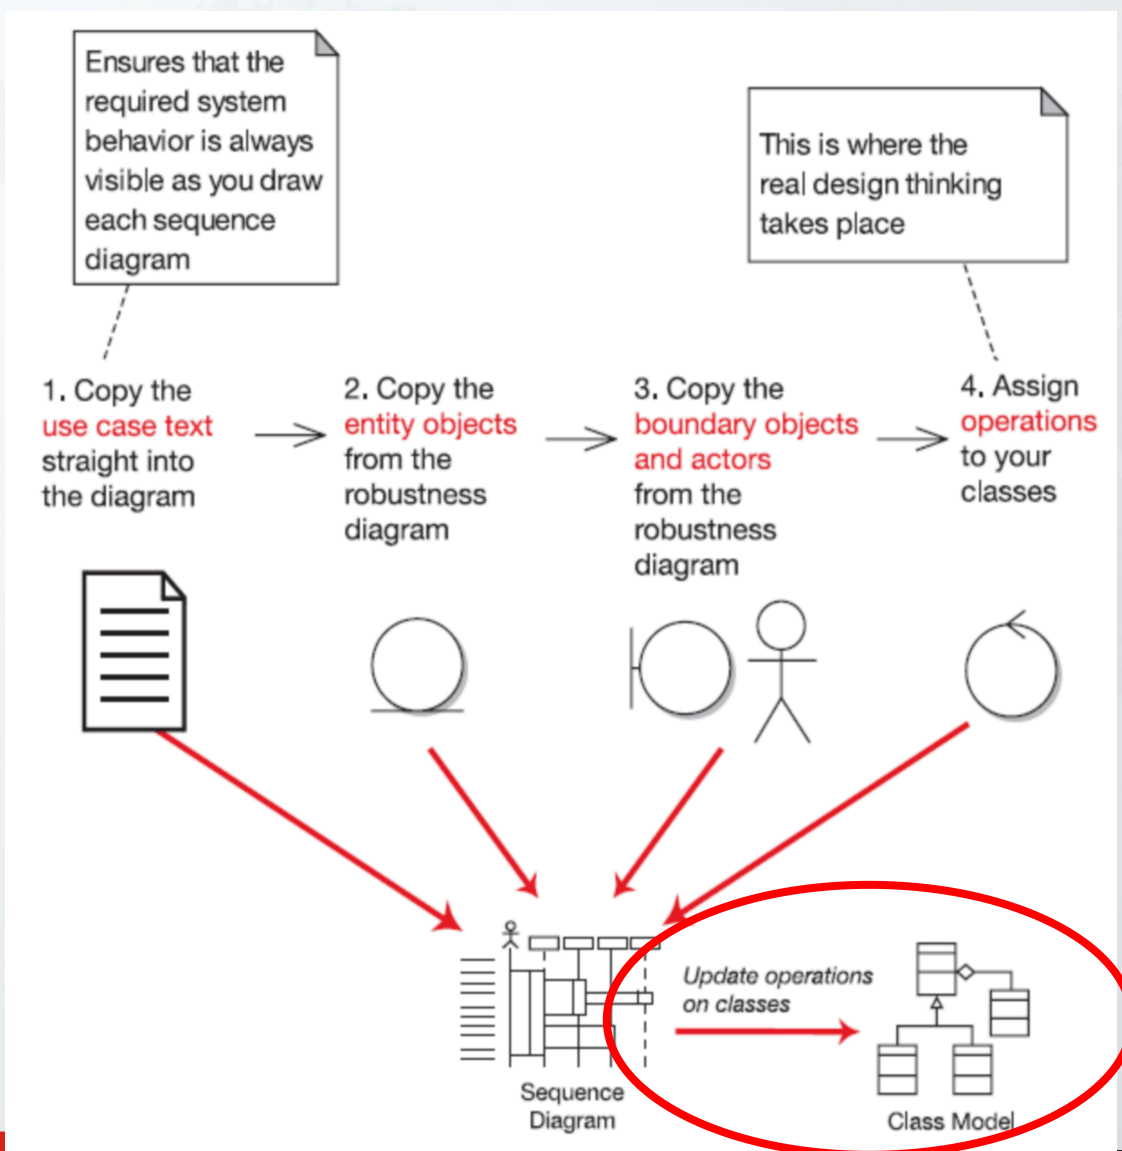 Ensures that the
required system
behavior is always
visible as you draw
each sequence
diagram
This is where the
real design thinking
takes place
1. Copy the
use case text
straight into
the diagram
2. Copy the
entity objects
from the
robustness
diagram
3. Copy the
boundary objects
and actors
from the
robustness
diagram
4. Assign
operations
to your
classes
Update operations
on classes
Sequence
Diagram
Class Model